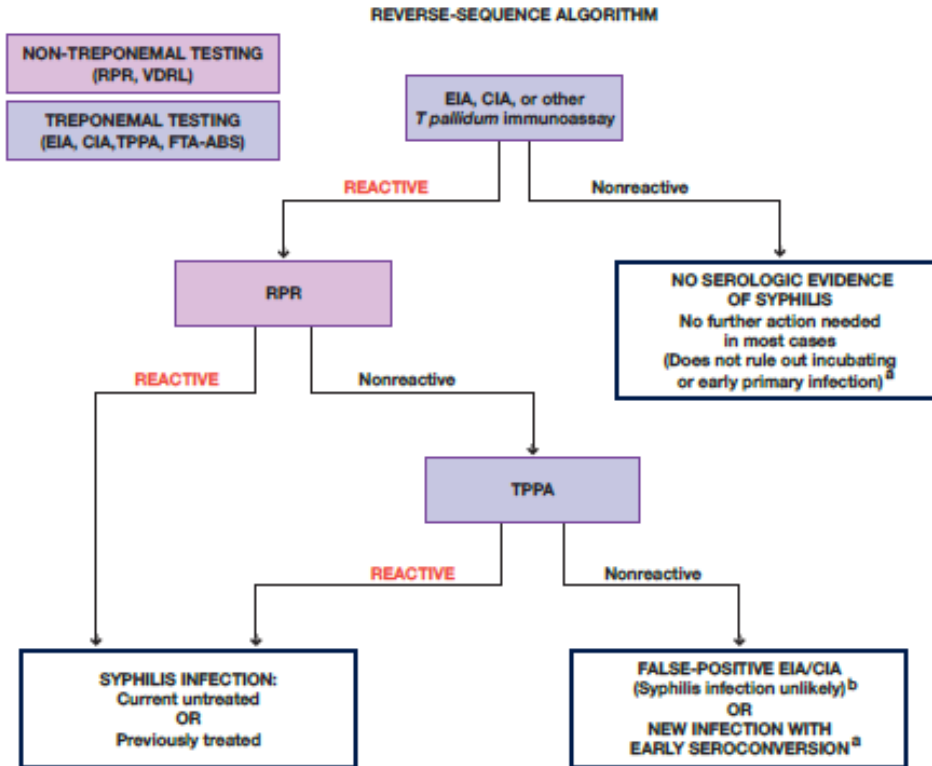 REVERSE-SEQUENCE ALGORITHM
NON-TREPONEMAL TESTING
(RPR, VDRL)
TREPONEMAL TESTING
(EIA, CIA,TPPA, FTA-ABS)
EIA, CIA, or other
T pallidum immunoassay
REACTIVE
Nonreactive
RPR
NO SEROLOGIC EVIDENCE
OF SYPHILIS
No further action needed
in most cases
(Does not rule out incubating
or early primary infection)a
REACTIVE
Nonreactive
TPPA
REACTIVE
Nonreactive
SYPHILIS INFECTION:
Current untreated
OR
Previously treated
FALSE-POSITIVE EIA/CIA
(Syphilis infection unlikely)b
OR
NEW INFECTION WITH
EARLY SEROCONVERSIONa